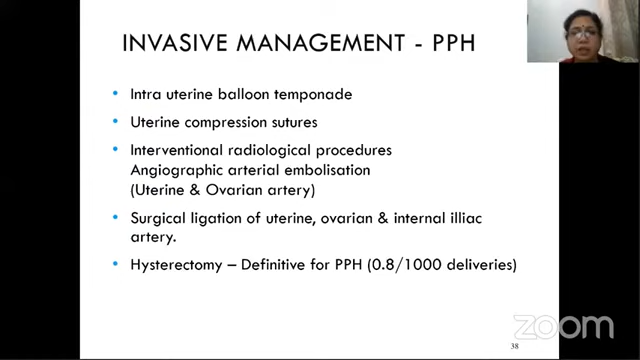 INVASIVE MANAGEMENT - PPH
• Intra uterine balloon temponade
• Uterine compression sutures
• Interventional radiological procedures
Angiographic arterial embolisation
(Uterine & Ovarian artery)
• Surgical ligation of uterine, ovarian & internal illiac
artery.
• Hysterectomy – Definitive for PPH (0.8/1000 deliveries)
zoom
38